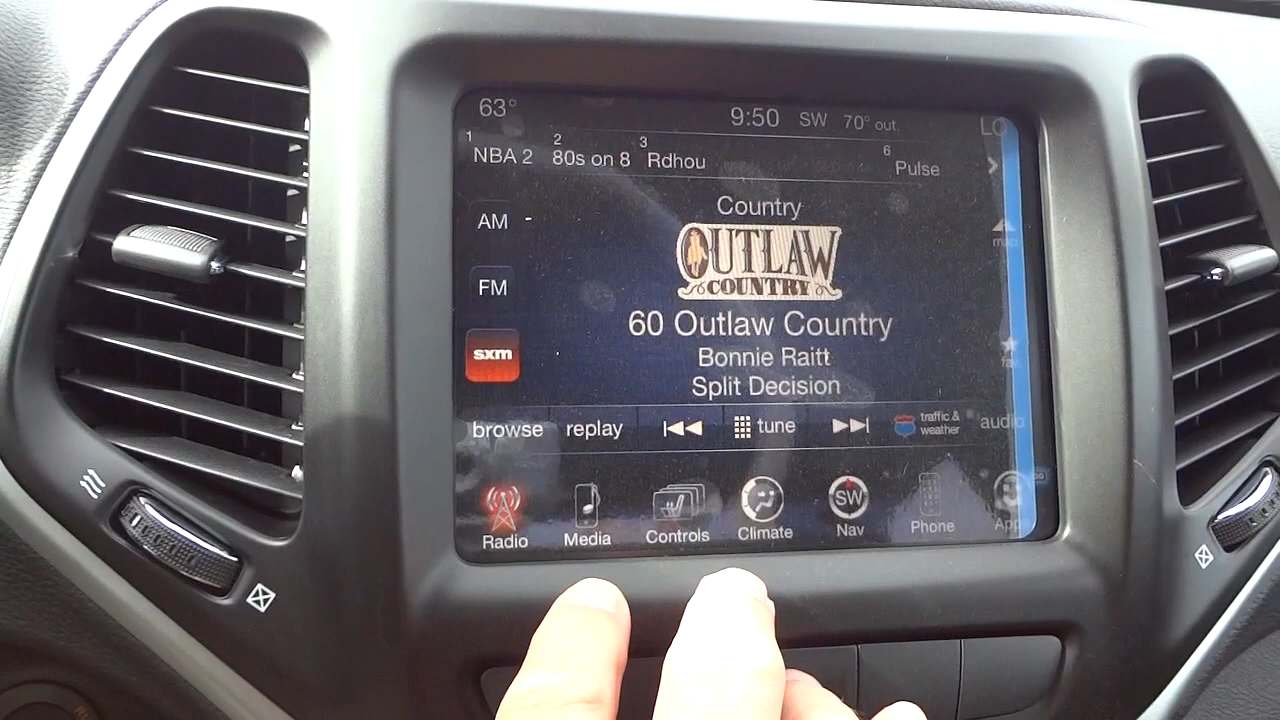 63° 9:50 SW 70° out. LO
1 NBA 2 2 80s on 8 3 Rdhou 6 Pulse
Country
AM
OUTLAW
COUNTRY
FM
60 Outlaw Country
sxm
Bonnie Raitt
Split Decision
browse replay tune traffic & weather audio
SW
Radio Media Controls Climate Nav Phone App